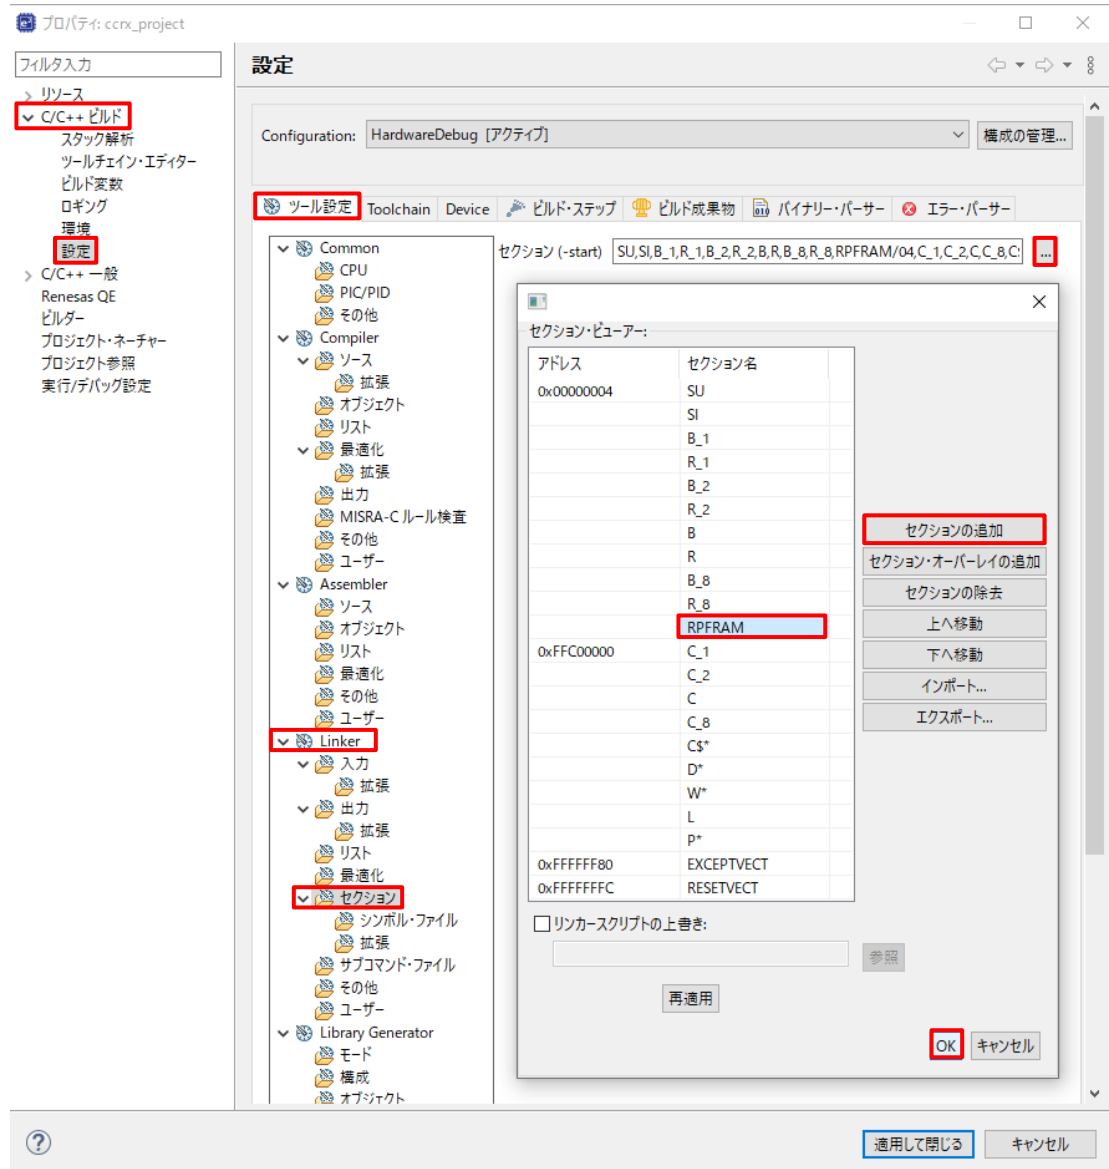 プロパティ: ccrx_project
フィルタ入力
設定
リソース
C/C++ ビルド
スタック解析
ツールチェイン・エディター
ビルド変数
ロギング
環境
設定
C/C++ 一般
Renesas QE
ビルダー
プロジェクト・ネーチャー
プロジェクト参照
実行/デバッグ設定
Configuration: HardwareDebug [アクティブ] 構成の管理...
ツール設定 Toolchain Device ビルド・ステップ ビルド成果物 バイナリー・パーサー エラー・パーサー
Common
CPU
PIC/PID
その他
Compiler
ソース
拡張
オブジェクト
リスト
最適化
拡張
出力
MISRA-C ルール検査
その他
ユーザー
Assembler
ソース
オブジェクト
リスト
最適化
その他
ユーザー
Linker
入力
拡張
出力
拡張
リスト
最適化
セクション
シンボル・ファイル
拡張
サブコマンド・ファイル
その他
ユーザー
Library Generator
モード
構成
オブジェクト
セクション (-start) SU,SI,B_1,R_1,B_2,R_2,B,R,B_8,R_8,RPFRAM/04,C_1,C_2,C,C_8,C: ...
セクション・ビューアー:
アドレス セクション名
0x00000004 SU
SI
B_1
R_1
B_2
R_2
B
R
B_8
R_8
RPFRAM
0xFFC00000 C_1
C_2
C
C_8
C$*
D*
W*
L
P*
0xFFFFFF80 EXCEPTVECT
0xFFFFFFFC RESETVECT
セクションの追加
セクション・オーバーレイの追加
セクションの除去
上へ移動
下へ移動
インポート...
エクスポート...
リンカースクリプトの上書き:
参照
再適用
OK キャンセル
適用して閉じる キャンセル